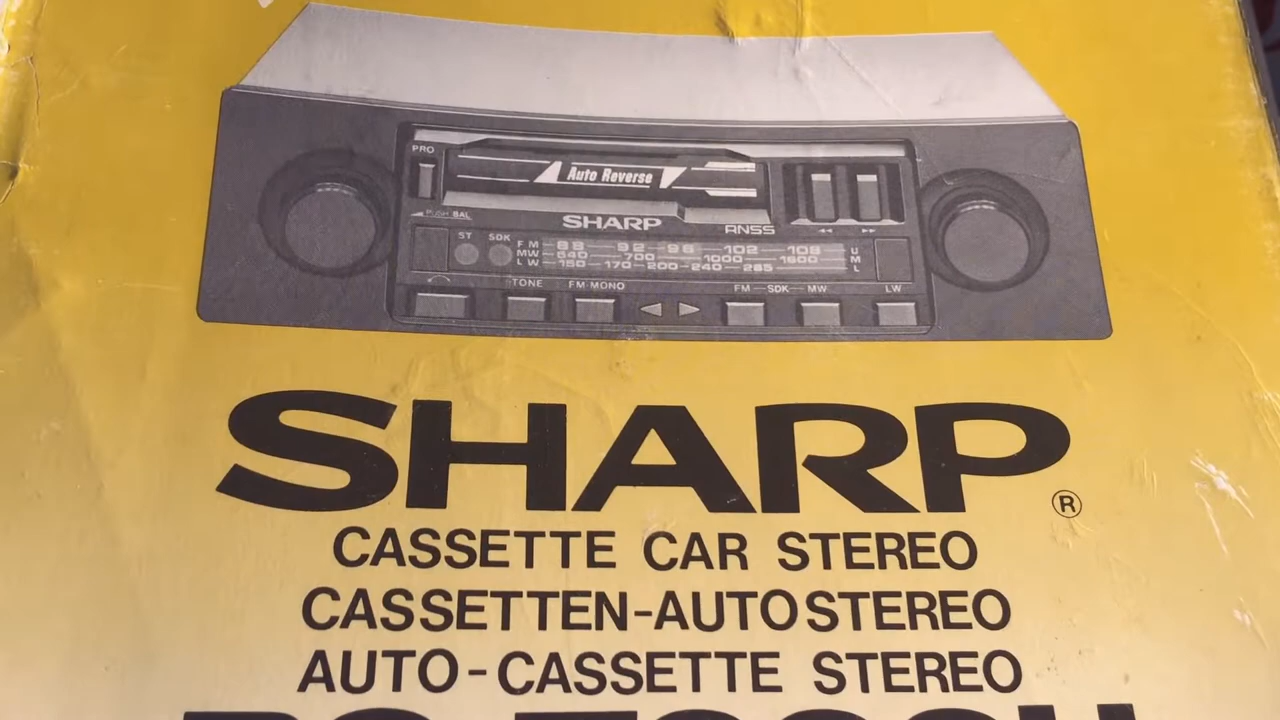 PRO
Auto Reverse
PUSH BAL
SHARP
ANSS
ST SDK
FM 88 92 96 102 108 U
MW 540 700 1000 1600 M
LW 150 170 200 240 265 L
TONE FM MONO FM SDK MW LW
SHARP®
CASSETTE CAR STEREO
CASSETTEN-AUTOSTEREO
AUTO-CASSETTE STEREO